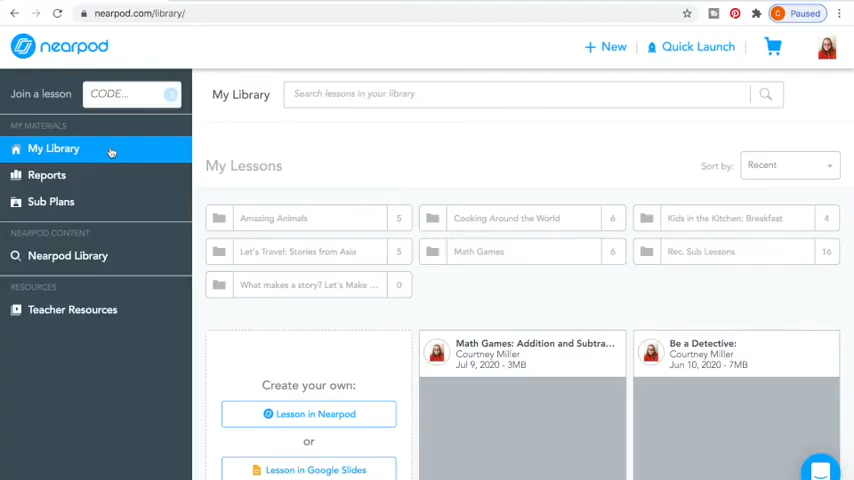 nearpod.com/library/
C
Paused
nearpod
New
Quick Launch
Join a lesson
CODE...
My Library
Search lessons in your library
MY MATERIALS
My Library
Reports
Sub Plans
NEARPOD CONTENT
Nearpod Library
RESOURCES
Teacher Resources
My Lessons
Sort by:
Recent
Amazing Animals 5
Cooking Around the World 6
Kids in the Kitchen: Breakfast 4
Let's Travel: Stories from Asia 5
Math Games 6
Rec. Sub Lessons 16
What makes a story? Let's Make ... 0
Create your own:
Lesson in Nearpod
or
Lesson in Google Slides
Math Games: Addition and Subtra...
Courtney Miller
Jul 9, 2020 - 3MB
Be a Detective:
Courtney Miller
Jun 10, 2020 - 7MB